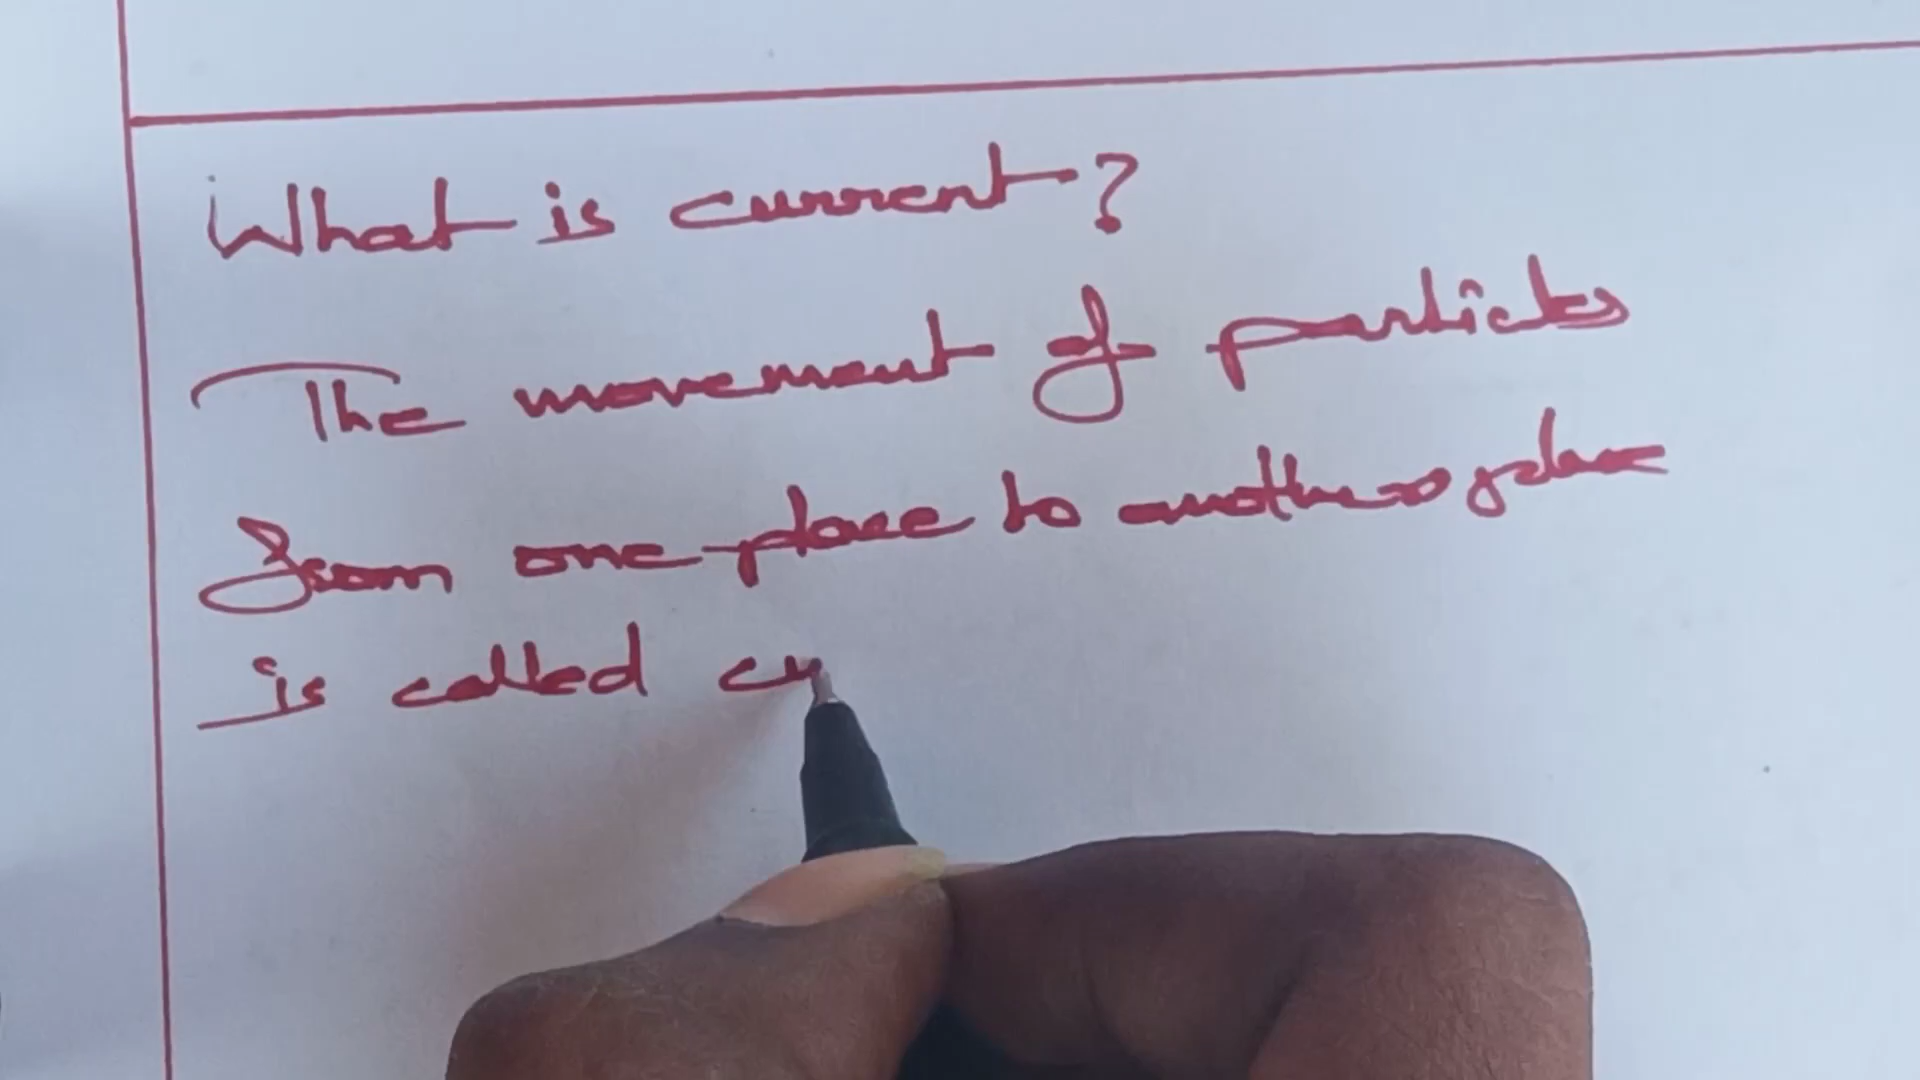 What is current?
The movement of particles
from one place to another place
is called cu